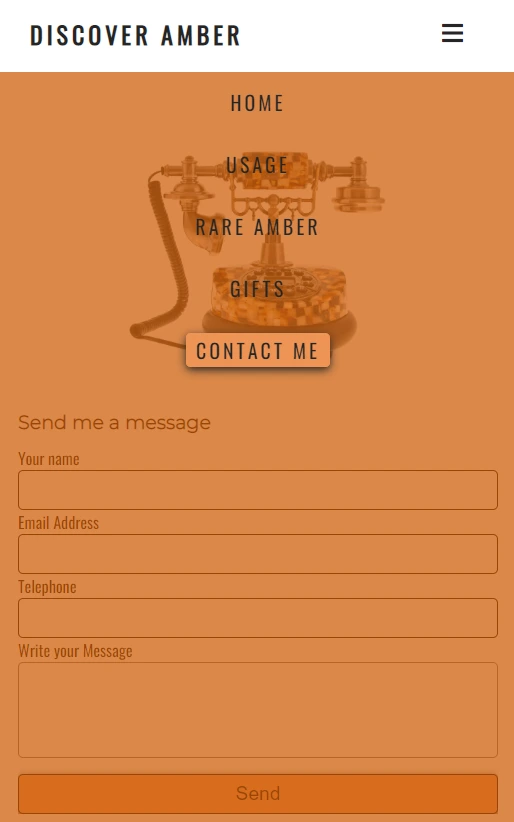 DISCOVER AMBER
HOME
USAGE
RARE AMBER
GIFTS
CONTACT ME
Send me a message
Your name
Email Address
Telephone
Write your Message
Send